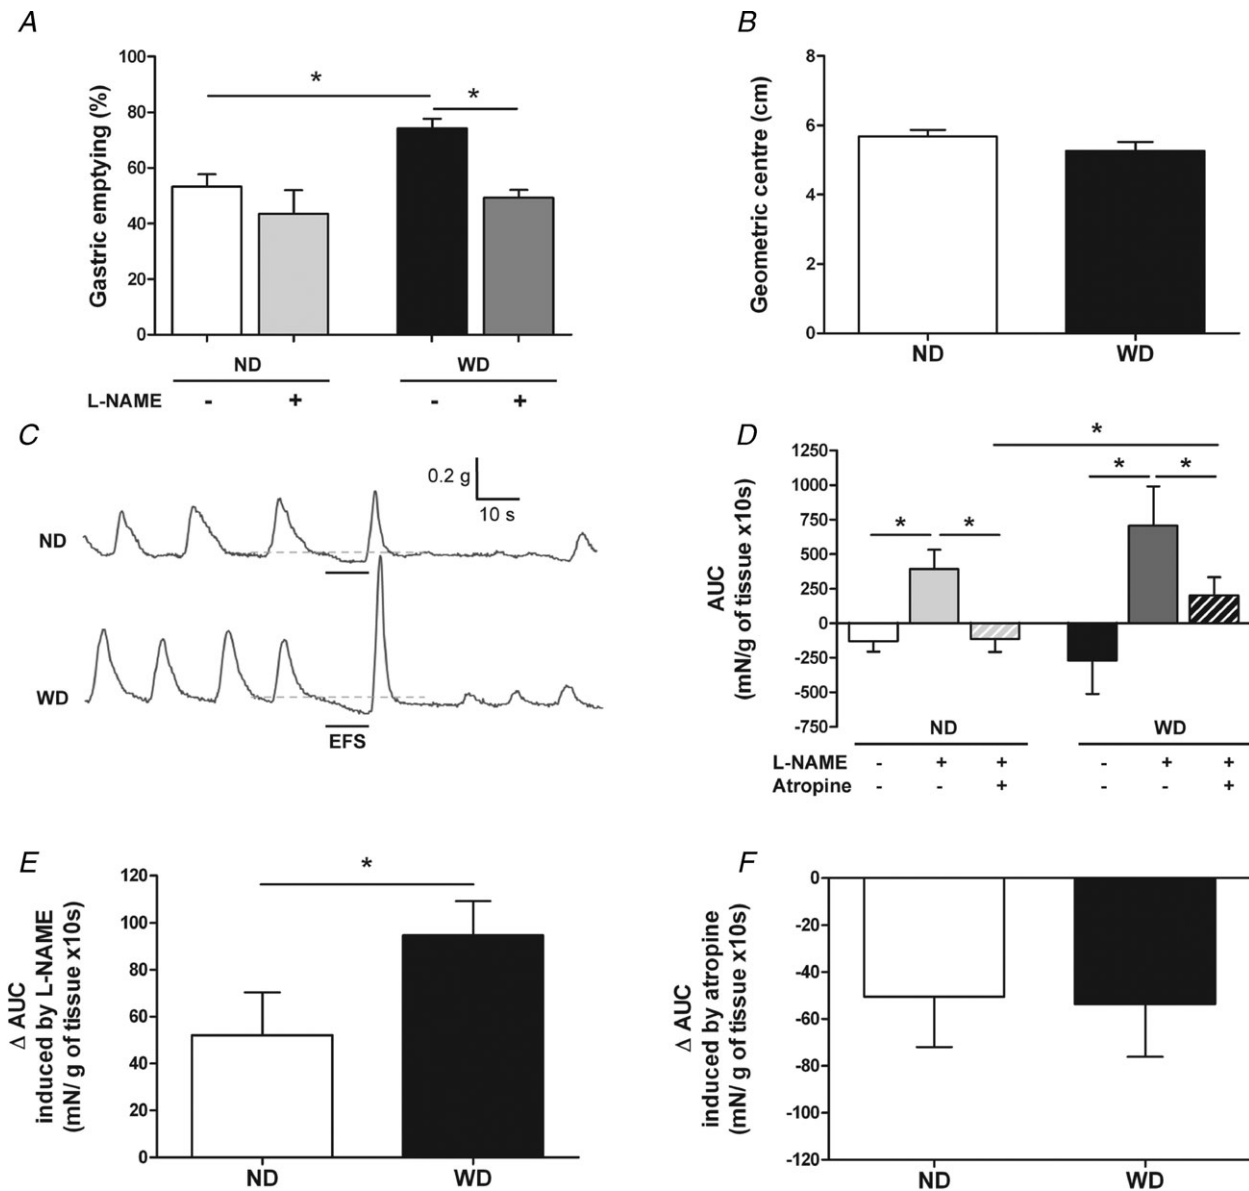 A
Gastric emptying (%)
100
80
60
40
20
0
*
*
ND
WD
L-NAME
- + - +
B
Geometric centre (cm)
8
6
4
2
0
ND
WD
C
0.2 g
10 s
ND
WD
EFS
D
AUC
(mN/g of tissue x10s)
1250
1000
750
500
250
0
-250
-500
-750
*
* *
* *
ND
WD
L-NAME - + + - + +
Atropine - - + - - +
E
Δ AUC
induced by L-NAME
(mN/ g of tissue x10s)
120
100
80
60
40
20
0
*
ND
WD
F
Δ AUC
induced by atropine
(mN/ g of tissue x10s)
0
-20
-40
-60
-80
-100
-120
ND
WD